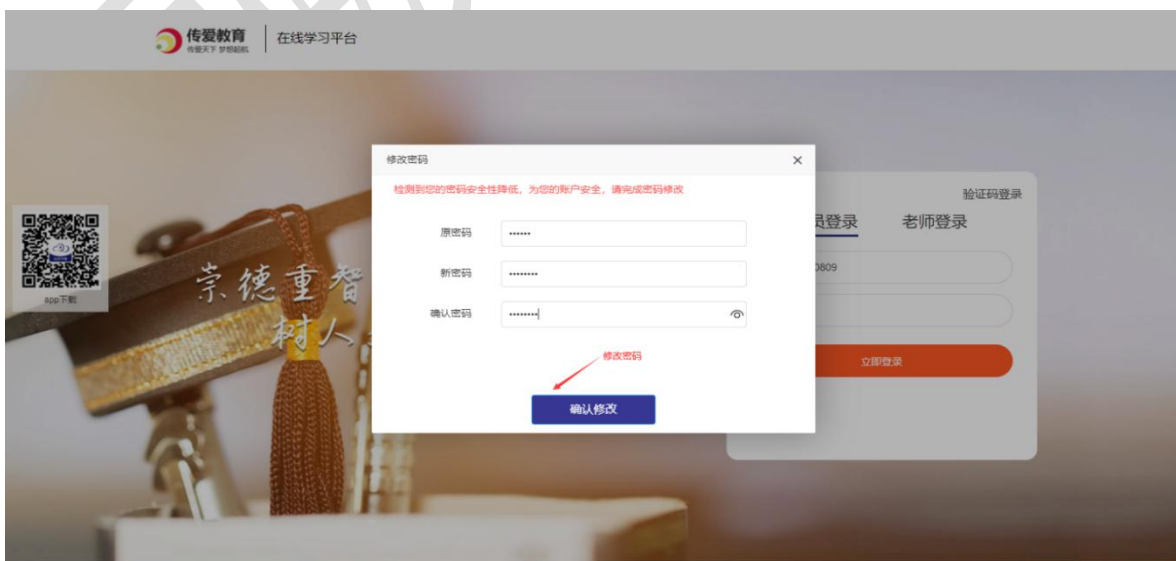 传爱教育
传爱天下 梦想起航
在线学习平台
修改密码
检测到您的密码安全性降低，为您的账户安全，请完成密码修改
原密码
新密码
确认密码
修改密码
确认修改
验证码登录
员登录 老师登录
0809
立即登录
app下载
崇德重智
树人